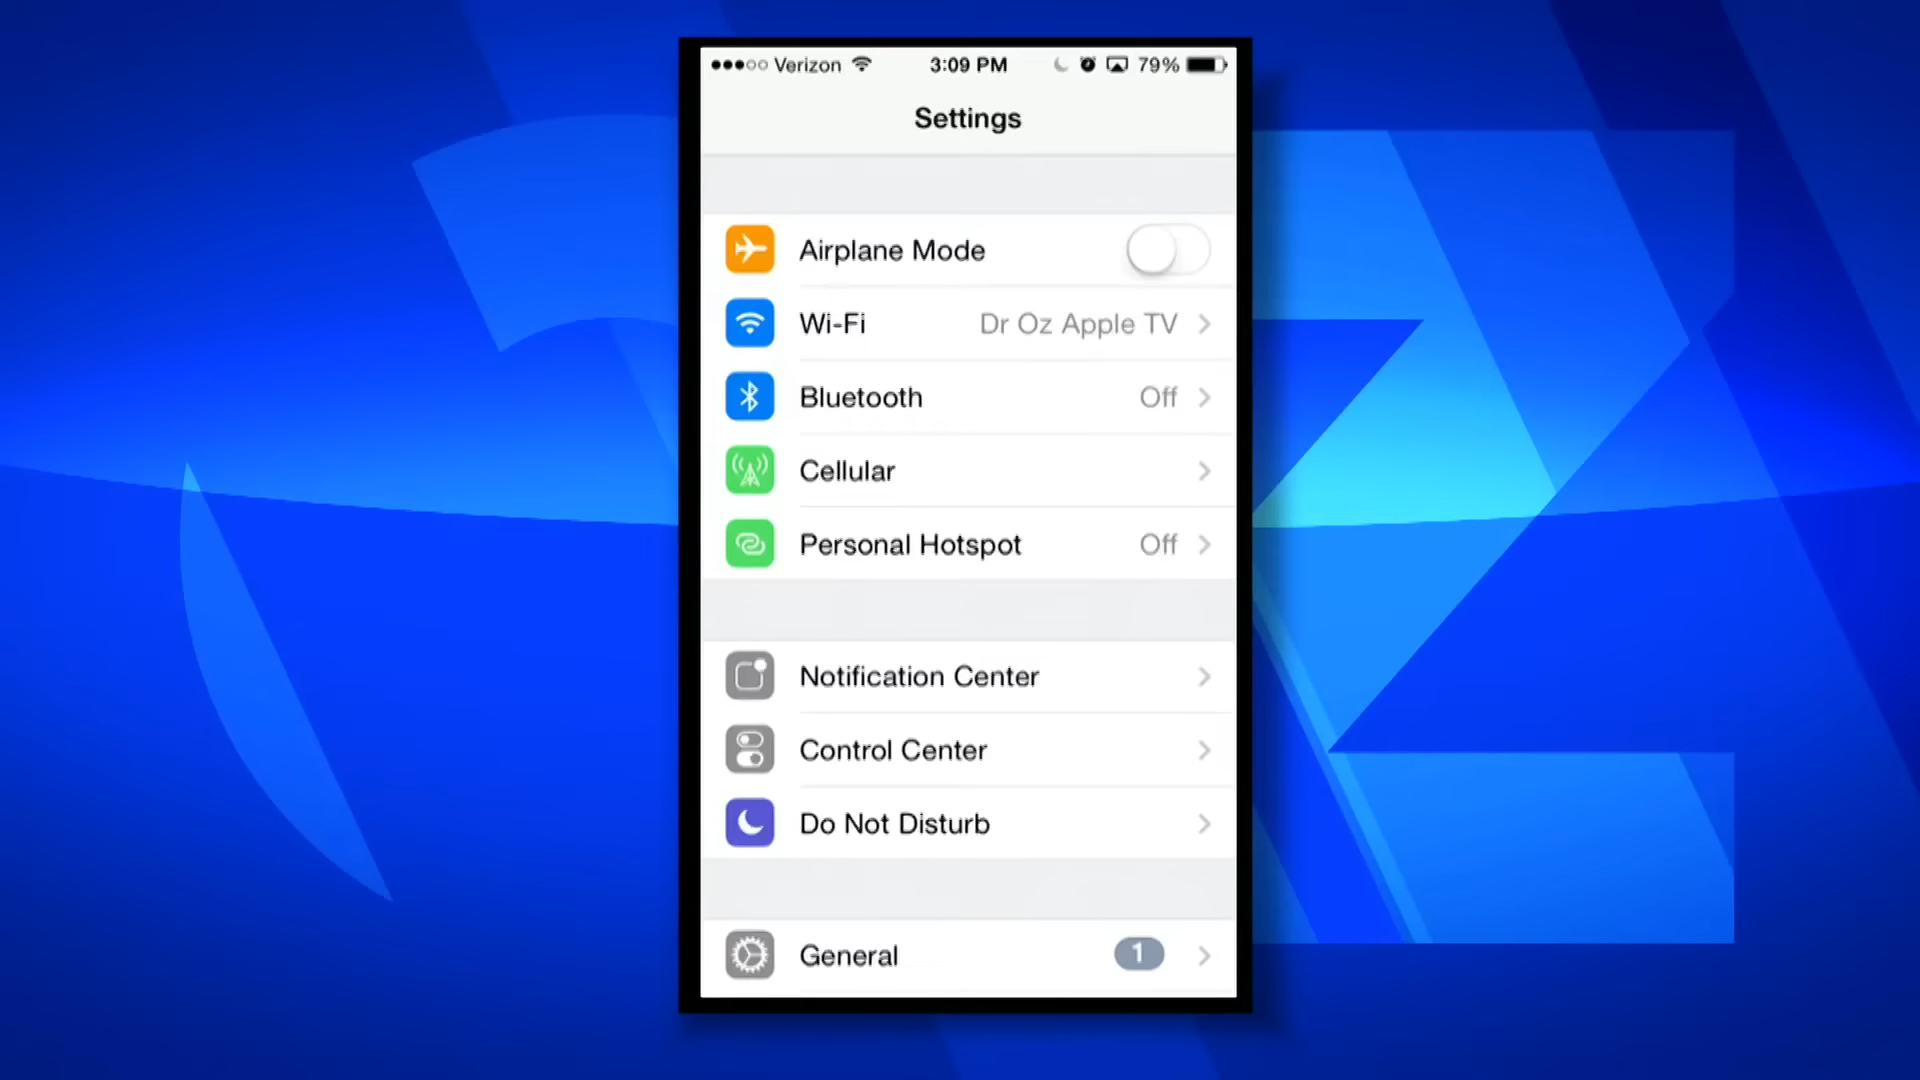 Verizon 3:09 PM 79%
Settings
Airplane Mode
Wi-Fi Dr Oz Apple TV
Bluetooth Off
Cellular
Personal Hotspot Off
Notification Center
Control Center
Do Not Disturb
General 1